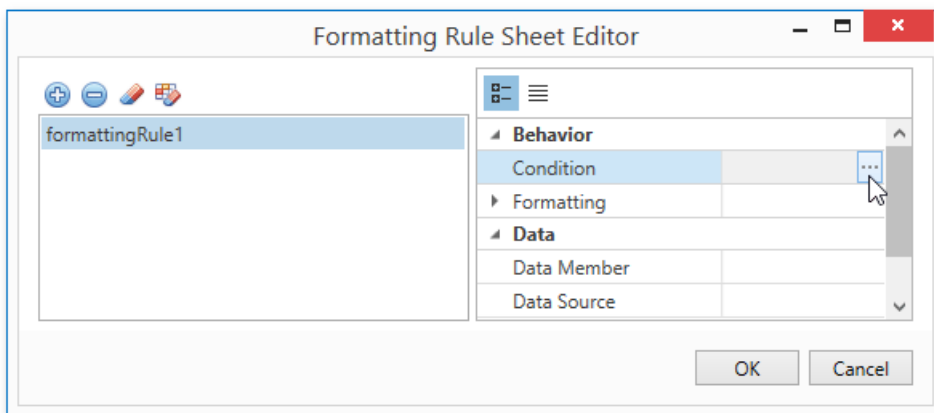 Formatting Rule Sheet Editor
formattingRule1
Behavior
Condition
Formatting
Data
Data Member
Data Source
OK Cancel